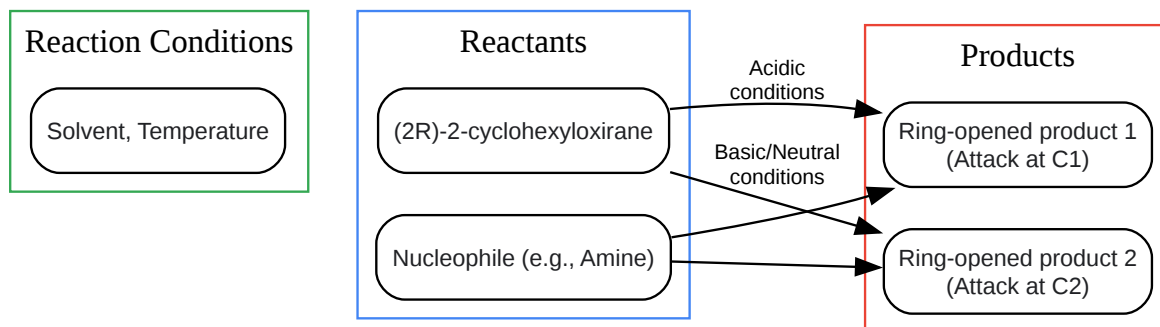 Reaction Conditions
Solvent, Temperature
Reactants
(2R)-2-cyclohexyloxirane
Nucleophile (e.g., Amine)
Acidic
conditions
Basic/Neutral
conditions
Products
Ring-opened product 1
(Attack at C1)
Ring-opened product 2
(Attack at C2)